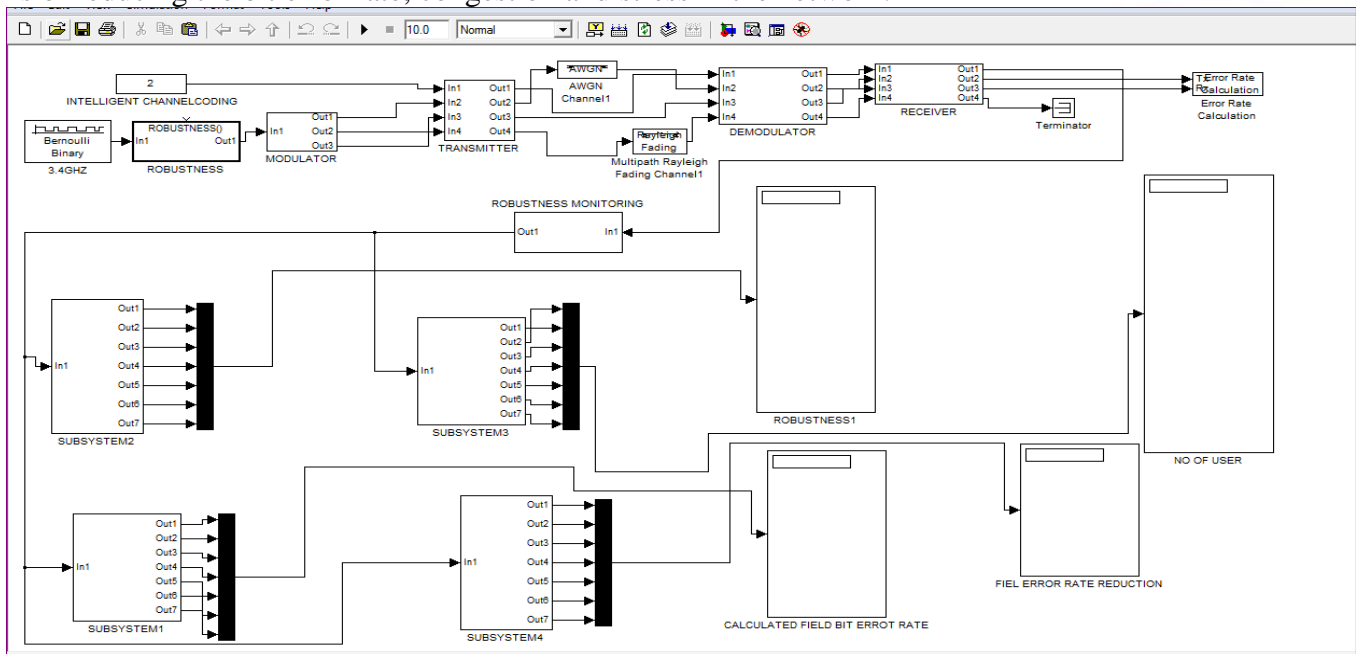 10.0 Normal
2
INTELLIGENT CHANNELCODING
Bernoulli
Binary
3.4GHZ
ROBUSTNESS()
In1 Out1
ROBUSTNESS
In1 Out1
Out2
Out3
MODULATOR
In1 Out1
In2 Out2
In3 Out3
In4 Out4
TRANSMITTER
AWGN
AWGN
Channel1
Rayleigh
Fading
Multipath Rayleigh
Fading Channel1
In1 Out1
In2 Out2
In3 Out3
In4 Out4
DEMODULATOR
In1 Out1
In2 Out2
In3 Out3
In4 Out4
RECEIVER
Terminator
Tx Error Rate
Rx Calculation
Error Rate
Calculation
ROBUSTNESS MONITORING
Out1 In1
In1
Out1
Out2
Out3
Out4
Out5
Out6
Out7
SUBSYSTEM2
In1
Out1
Out2
Out3
Out4
Out5
Out6
Out7
SUBSYSTEM3
ROBUSTNESS1
NO OF USER
In1
Out1
Out2
Out3
Out4
Out5
Out6
Out7
SUBSYSTEM1
In1
Out1
Out2
Out3
Out4
Out5
Out6
Out7
SUBSYSTEM4
CALCULATED FIELD BIT ERROT RATE
FIEL ERROR RATE REDUCTION